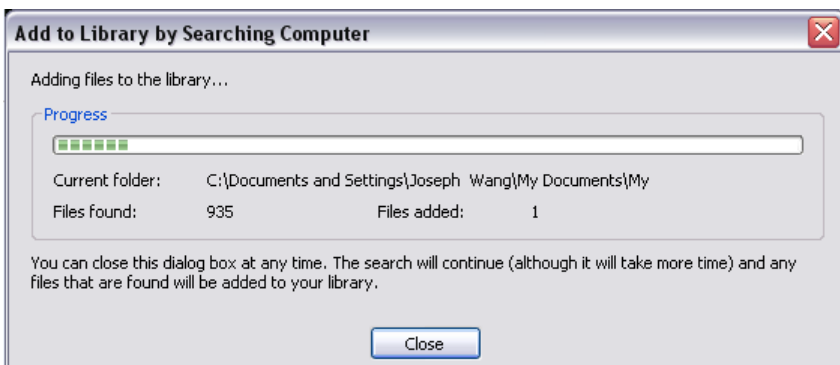 Add to Library by Searching Computer
Adding files to the library...
Progress
Current folder: C:\Documents and Settings\Joseph Wang\My Documents\My
Files found: 935 Files added: 1
You can close this dialog box at any time. The search will continue (although it will take more time) and any
files that are found will be added to your library.
Close